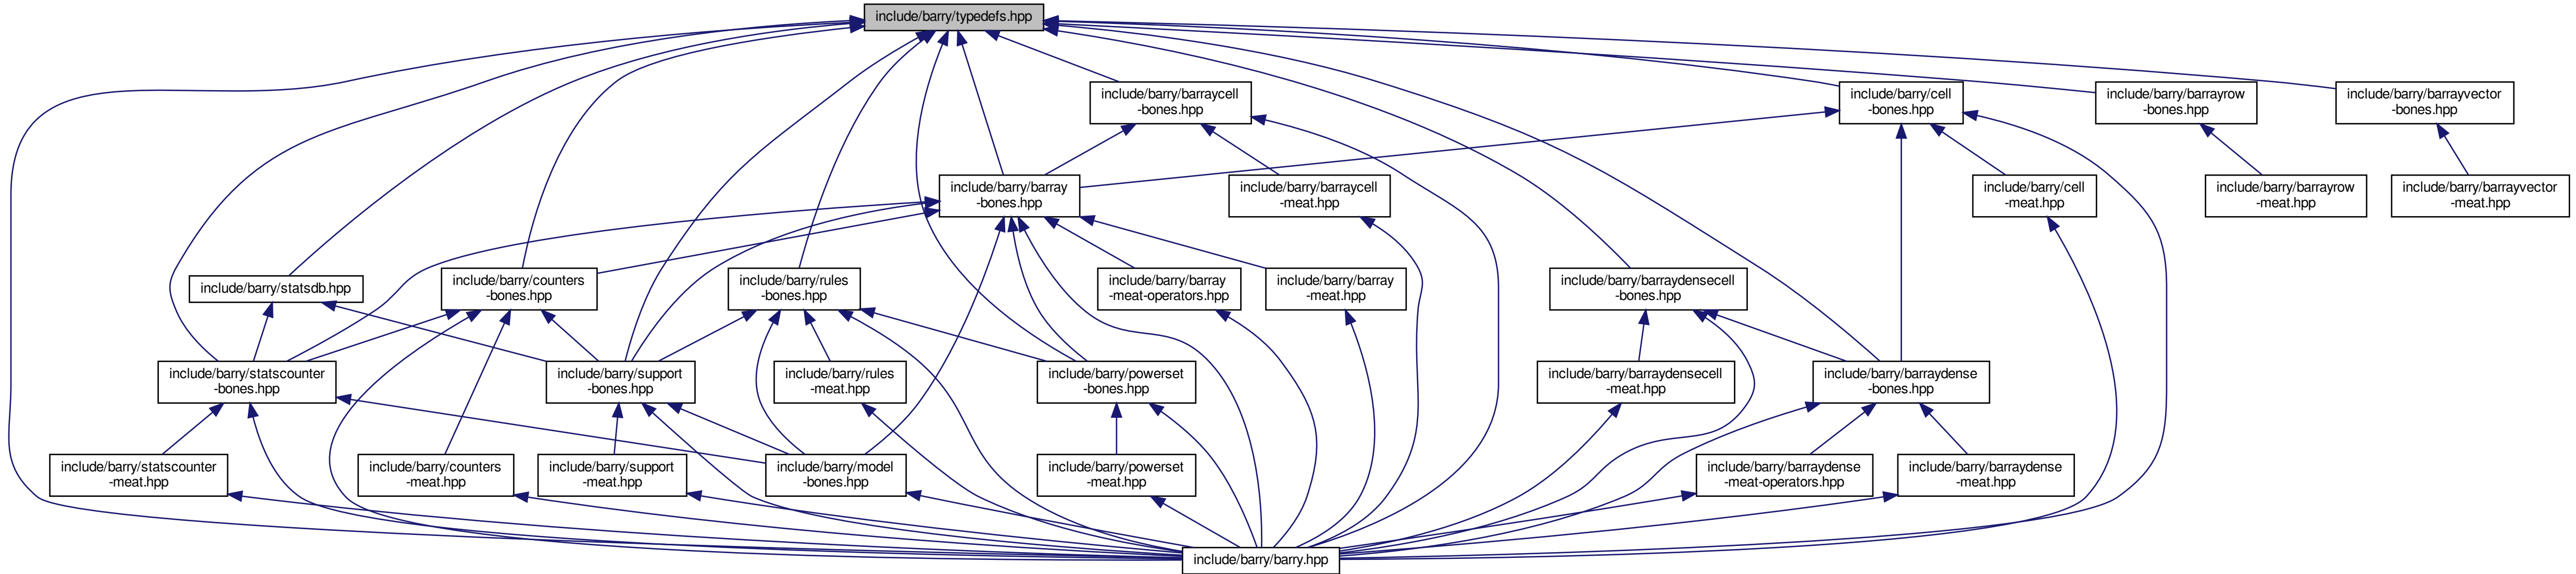 include/barry/typedefs.hpp
include/barry/barraycell
-bones.hpp
include/barry/cell
-bones.hpp
include/barry/barrayrow
-bones.hpp
include/barry/barrayvector
-bones.hpp
include/barry/barray
-bones.hpp
include/barry/barraycell
-meat.hpp
include/barry/cell
-meat.hpp
include/barry/barrayrow
-meat.hpp
include/barry/barrayvector
-meat.hpp
include/barry/statsdb.hpp
include/barry/counters
-bones.hpp
include/barry/rules
-bones.hpp
include/barry/barray
-meat-operators.hpp
include/barry/barray
-meat.hpp
include/barry/barraydensecell
-bones.hpp
include/barry/statscounter
-bones.hpp
include/barry/support
-bones.hpp
include/barry/rules
-meat.hpp
include/barry/powerset
-bones.hpp
include/barry/barraydensecell
-meat.hpp
include/barry/barraydense
-bones.hpp
include/barry/statscounter
-meat.hpp
include/barry/counters
-meat.hpp
include/barry/support
-meat.hpp
include/barry/model
-bones.hpp
include/barry/powerset
-meat.hpp
include/barry/barraydense
-meat-operators.hpp
include/barry/barraydense
-meat.hpp
include/barry/barry.hpp